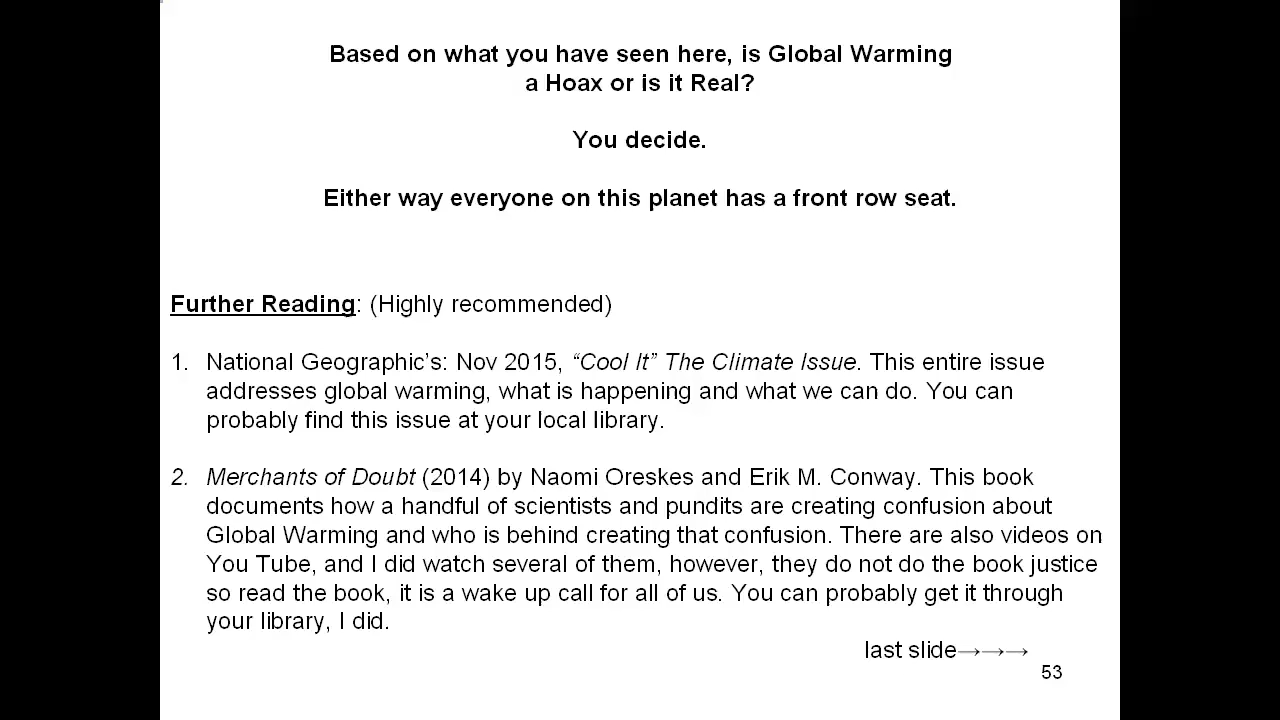 Based on what you have seen here, is Global Warming
a Hoax or is it Real?
You decide.
Either way everyone on this planet has a front row seat.
Further Reading: (Highly recommended)
1. National Geographic's: Nov 2015, “Cool It” The Climate Issue. This entire issue
addresses global warming, what is happening and what we can do. You can
probably find this issue at your local library.
2. Merchants of Doubt (2014) by Naomi Oreskes and Erik M. Conway. This book
documents how a handful of scientists and pundits are creating confusion about
Global Warming and who is behind creating that confusion. There are also videos on
You Tube, and I did watch several of them, however, they do not do the book justice
so read the book, it is a wake up call for all of us. You can probably get it through
your library, I did.
last slide→→→
53